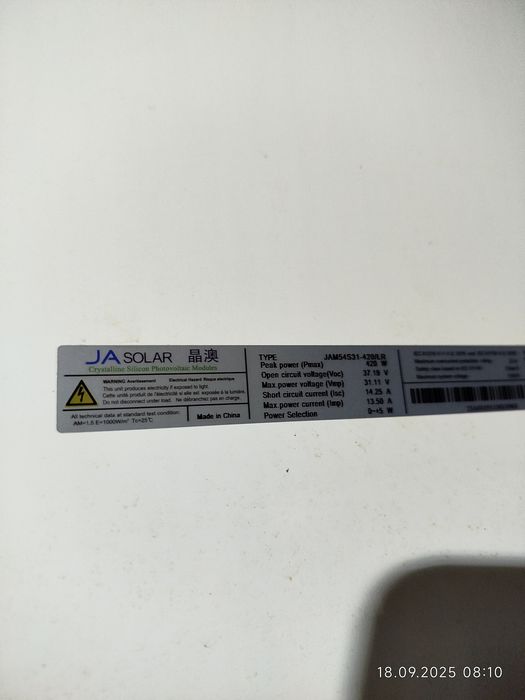 JA SOLAR 晶澳
Crystalline Silicon Photovoltaic Modules
WARNING Avertissement Electrical Hazard Risque électrique
This unit produces electricity if exposed to light.
Cette unité produit de l'électricité si elle est exposée à la lumière.
Do not disconnect under load. Ne débranchez pas en charge.
All technical data at standard test condition:
AM=1.5 E=1000W/m² Tc=25℃
Made in China
TYPE JAM54S31-420/LR
Peak power (Pmax) 420 W
Open circuit voltage(Voc) 37.19 V
Max power voltage (Vmp) 31.11 V
Short circuit current (Isc) 14.25 A
Max power current (Imp) 13.50 A
Power Selection 0~+5 W
18.09.2025 08:10